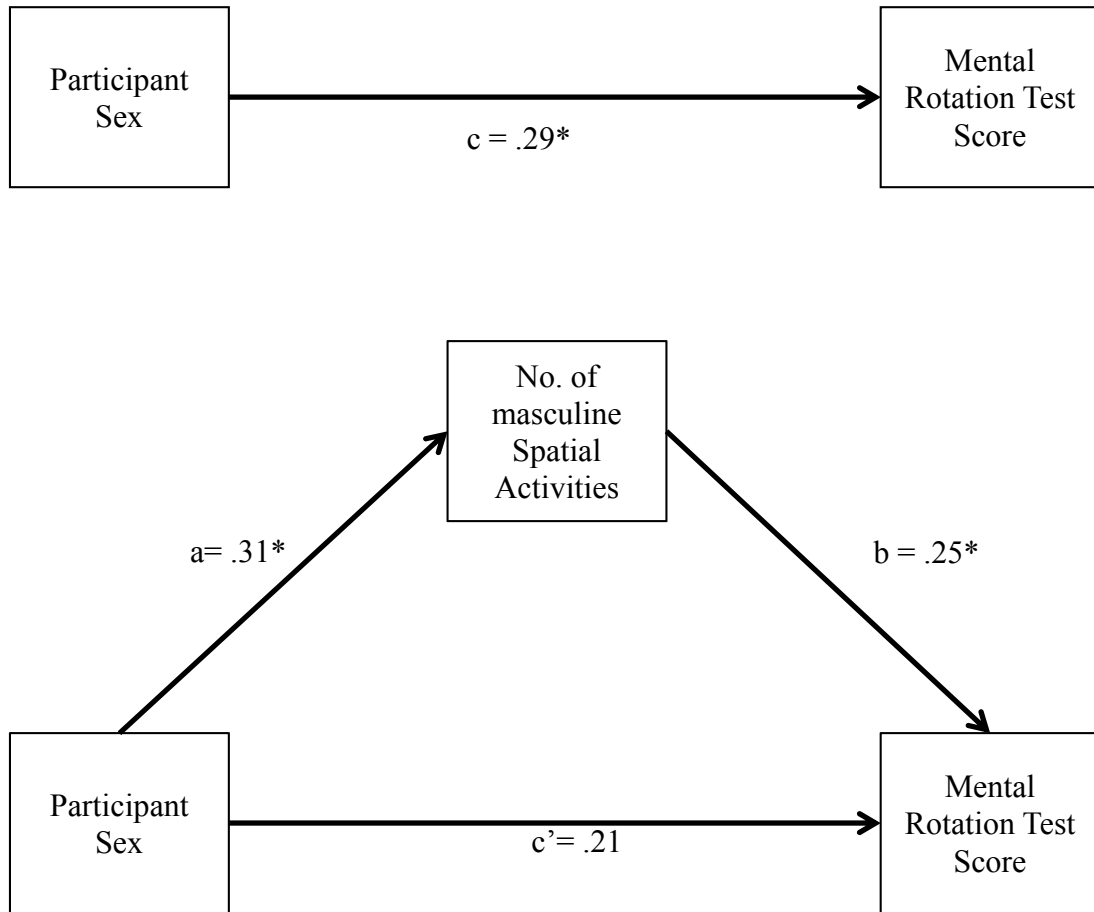 Participant
Sex
Mental
Rotation Test
Score
c = .29*
No. of
masculine
Spatial
Activities
a= .31*
b = .25*
Participant
Sex
Mental
Rotation Test
Score
c’= .21